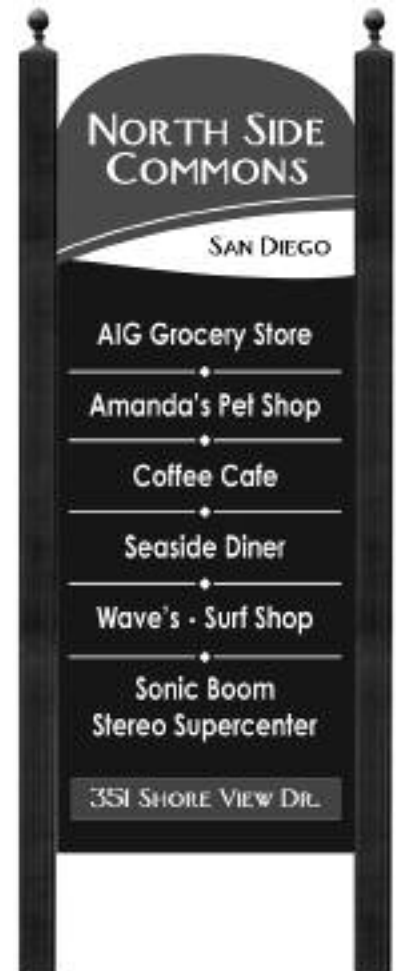 NORTH SIDE
COMMONS
SAN DIEGO
AIG Grocery Store
Amanda's Pet Shop
Coffee Cafe
Seaside Diner
Wave's - Surf Shop
Sonic Boom
Stereo Supercenter
351 SHORE VIEW DR.